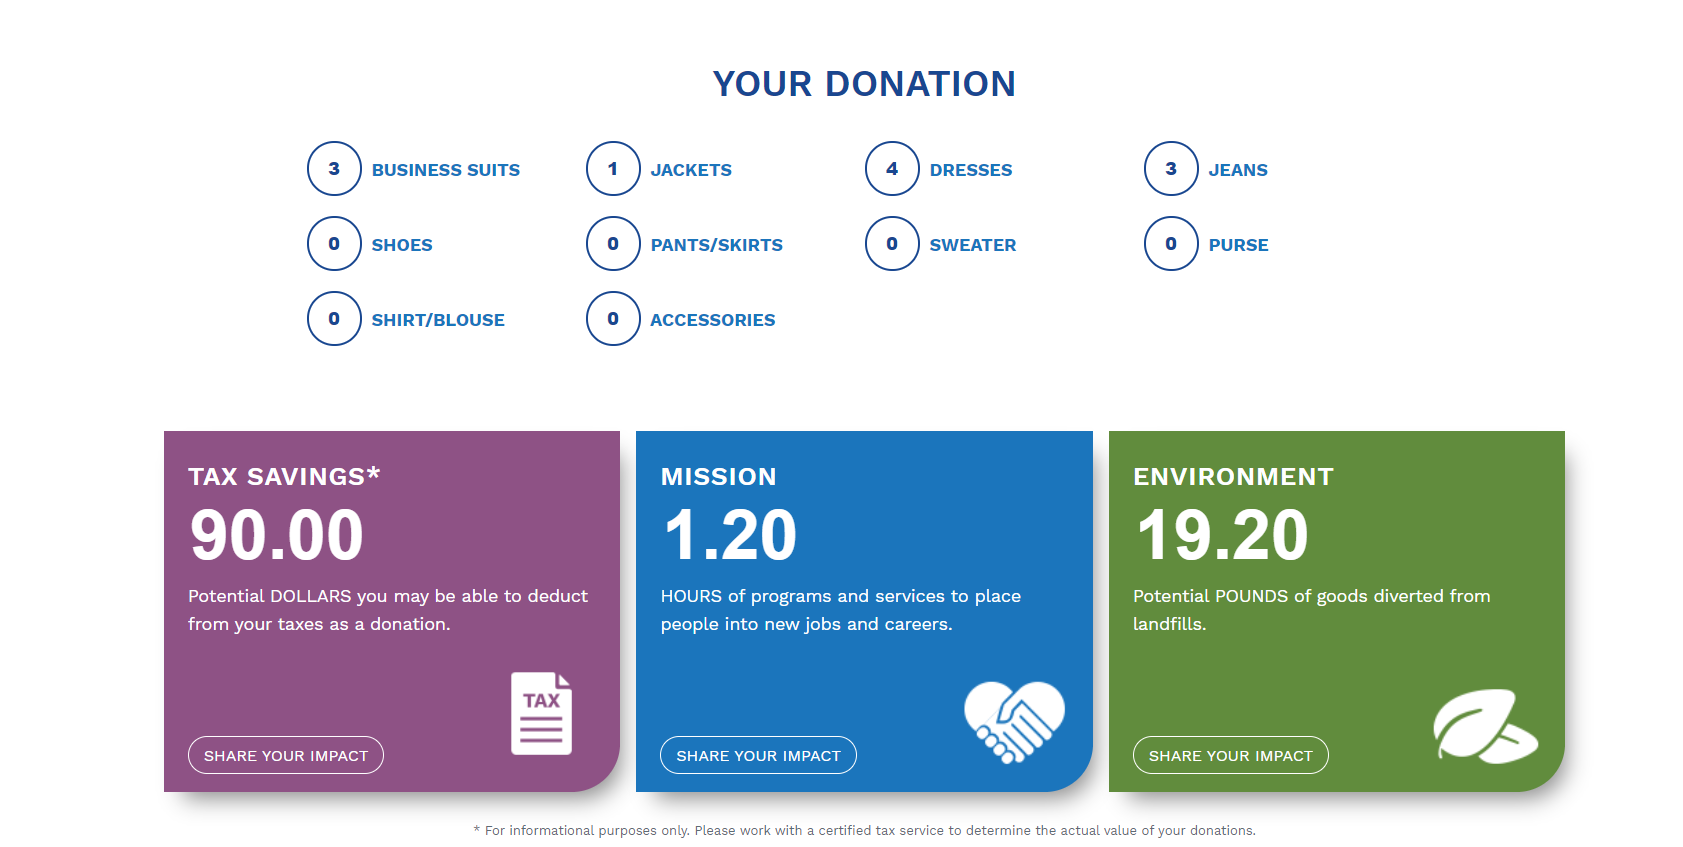 YOUR DONATION
3 BUSINESS SUITS 1 JACKETS 4 DRESSES 3 JEANS
0 SHOES 0 PANTS/SKIRTS 0 SWEATER 0 PURSE
0 SHIRT/BLOUSE 0 ACCESSORIES
TAX SAVINGS*
90.00
Potential DOLLARS you may be able to deduct
from your taxes as a donation.
TAX
SHARE YOUR IMPACT
MISSION
1.20
HOURS of programs and services to place
people into new jobs and careers.
SHARE YOUR IMPACT
ENVIRONMENT
19.20
Potential POUNDS of goods diverted from
landfills.
SHARE YOUR IMPACT
* For informational purposes only. Please work with a certified tax service to determine the actual value of your donations.